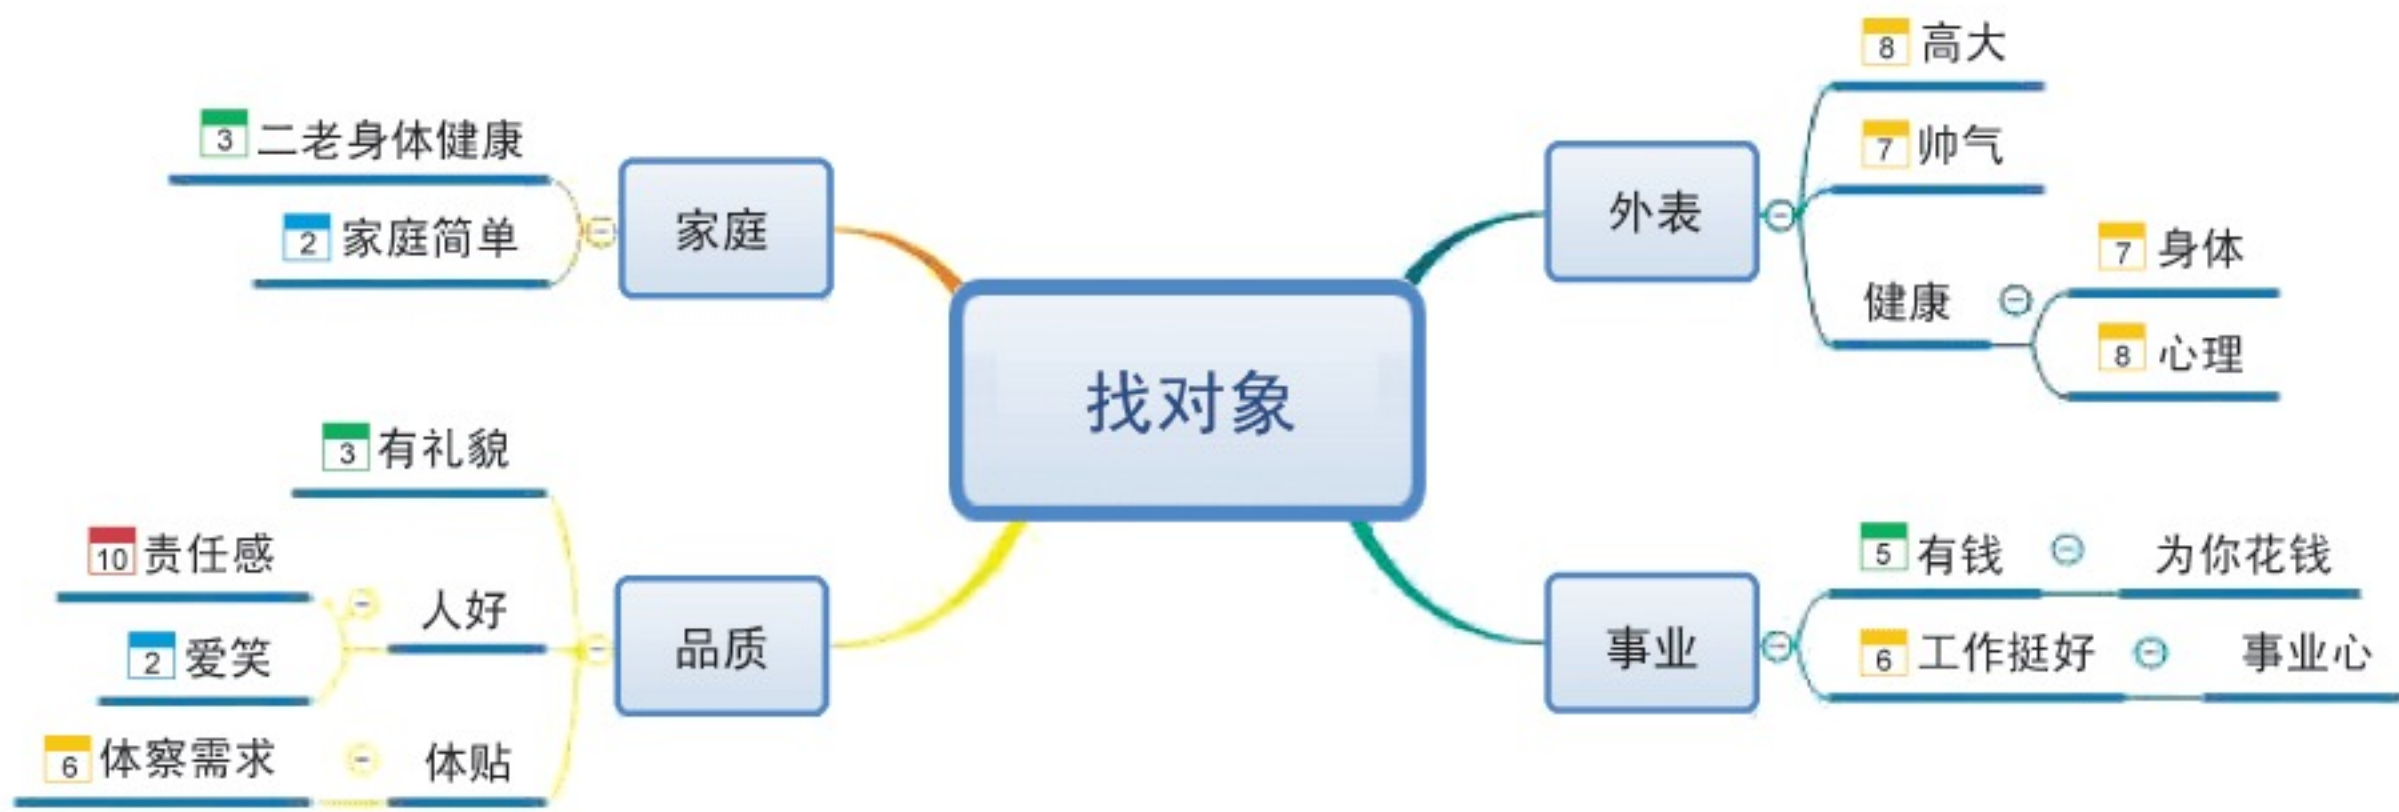 找对象
外表
8 高大
7 帅气
健康
7 身体
8 心理
事业
5 有钱
为你花钱
6 工作挺好
事业心
家庭
3 二老身体健康
2 家庭简单
品质
3 有礼貌
人好
10 责任感
2 爱笑
体贴
6 体察需求